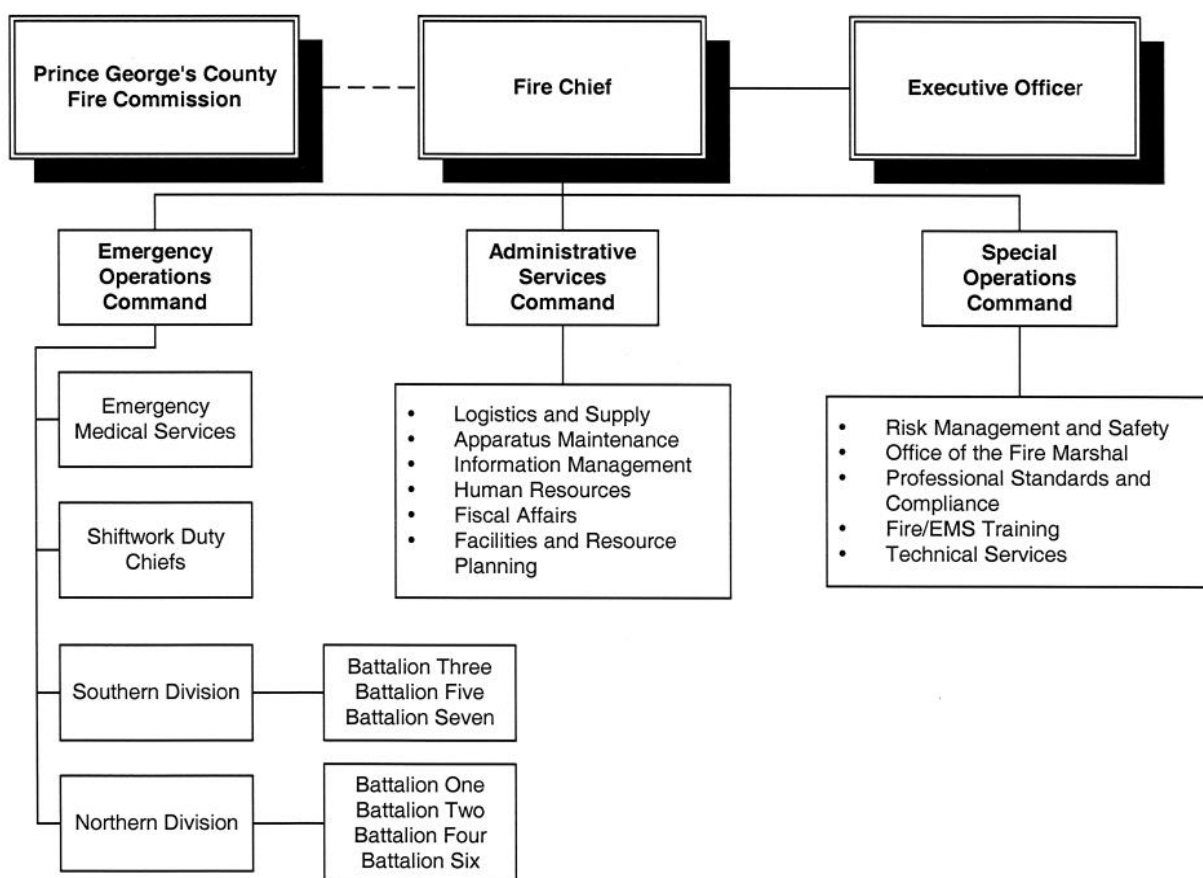 Prince George's County
Fire Commission
Fire Chief
Executive Officer
Emergency
Operations
Command
Administrative
Services
Command
Special
Operations
Command
Emergency
Medical Services
Shiftwork Duty
Chiefs
Southern Division
Northern Division
Battalion Three
Battalion Five
Battalion Seven
Battalion One
Battalion Two
Battalion Four
Battalion Six
• Logistics and Supply
• Apparatus Maintenance
• Information Management
• Human Resources
• Fiscal Affairs
• Facilities and Resource
Planning
• Risk Management and Safety
• Office of the Fire Marshal
• Professional Standards and
Compliance
• Fire/EMS Training
• Technical Services